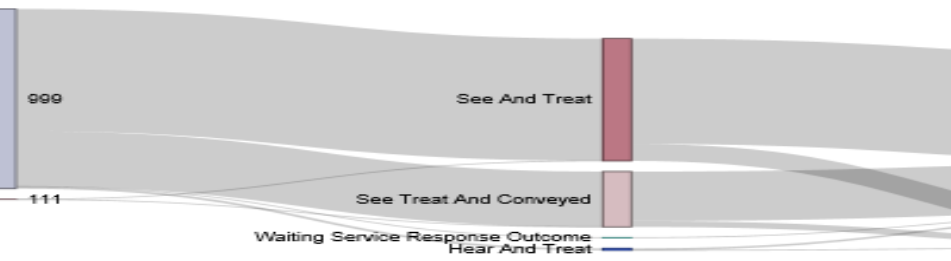 999
See And Treat
111
See Treat And Conveyed
Waiting Service Response Outcome
Hear And Treat